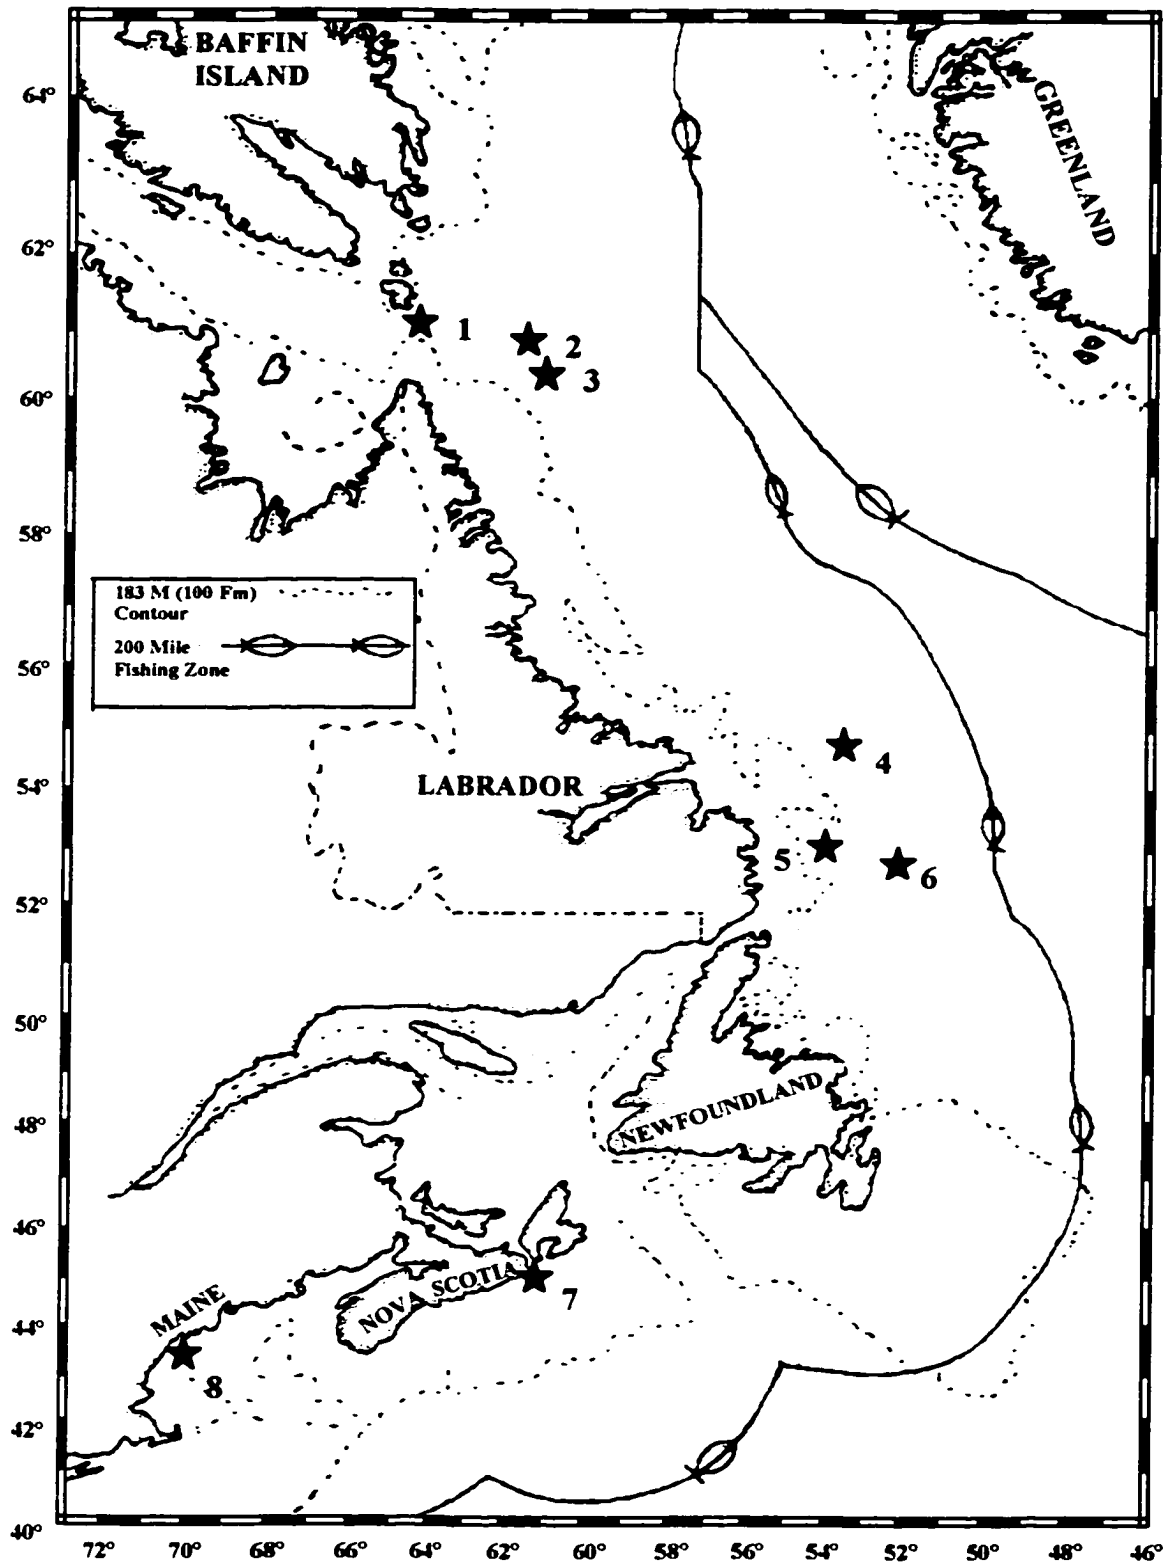 BAFFIN
ISLAND
GREENLAND
64°
62°
60°
58°
56°
54°
52°
50°
48°
46°
44°
42°
40°
1
2
3
183 M (100 Fm)
Contour
200 Mile
Fishing Zone
4
LABRADOR
5
6
NEWFOUNDLAND
NOVA SCOTIA
7
MAINE
8
72° 70° 68° 66° 64° 62° 60° 58° 56° 54° 52° 50° 48° 46°